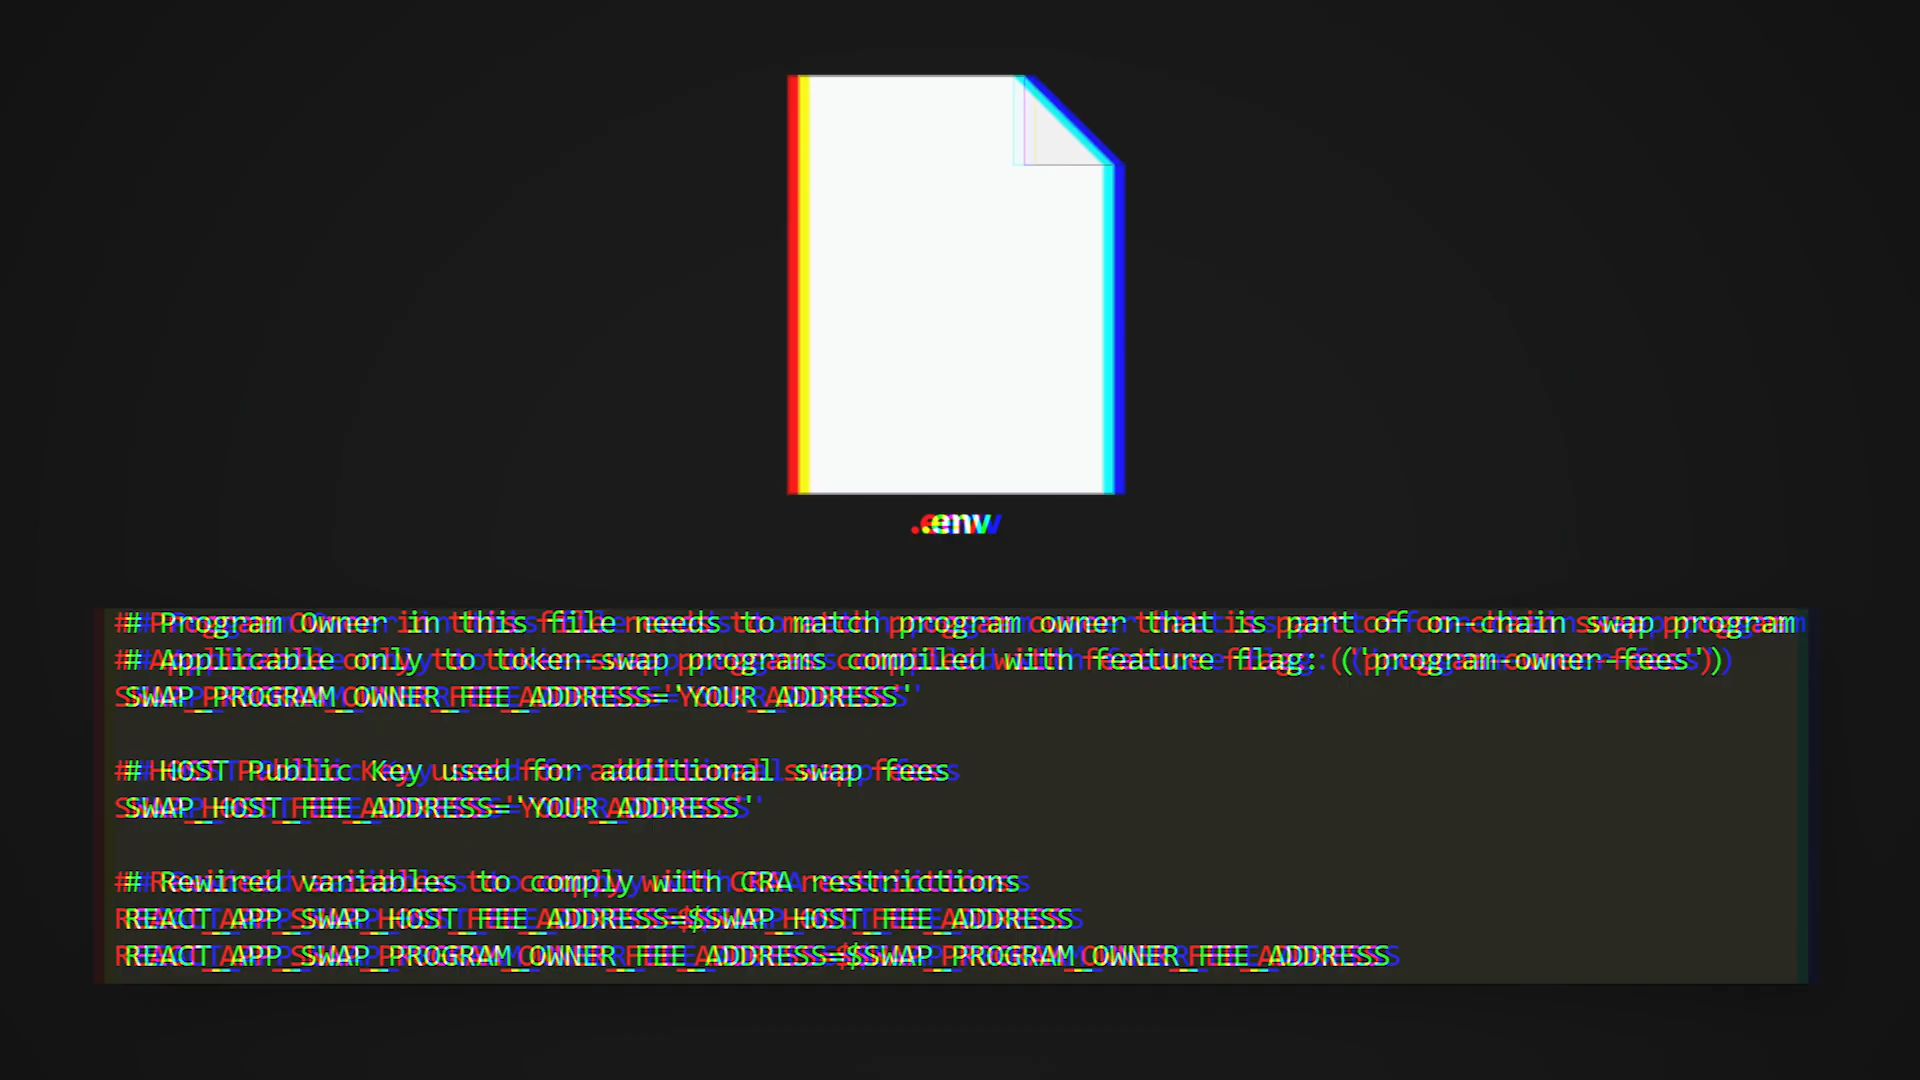 .env
# Program Owner in this file needs to match program owner that is part of on-chain swap program
# Applicable only to token-swap programs compiled with feature flag: ('program-owner-fees')
SWAP_PROGRAM_OWNER_FEE_ADDRESS='YOUR_ADDRESS'
# HOST Public Key used for additional swap fees
SWAP_HOST_FEE_ADDRESS='YOUR_ADDRESS'
# Rewired variables to comply with CRA restrictions
REACT_APP_SWAP_HOST_FEE_ADDRESS=$SWAP_HOST_FEE_ADDRESS
REACT_APP_SWAP_PROGRAM_OWNER_FEE_ADDRESS=$SWAP_PROGRAM_OWNER_FEE_ADDRESS